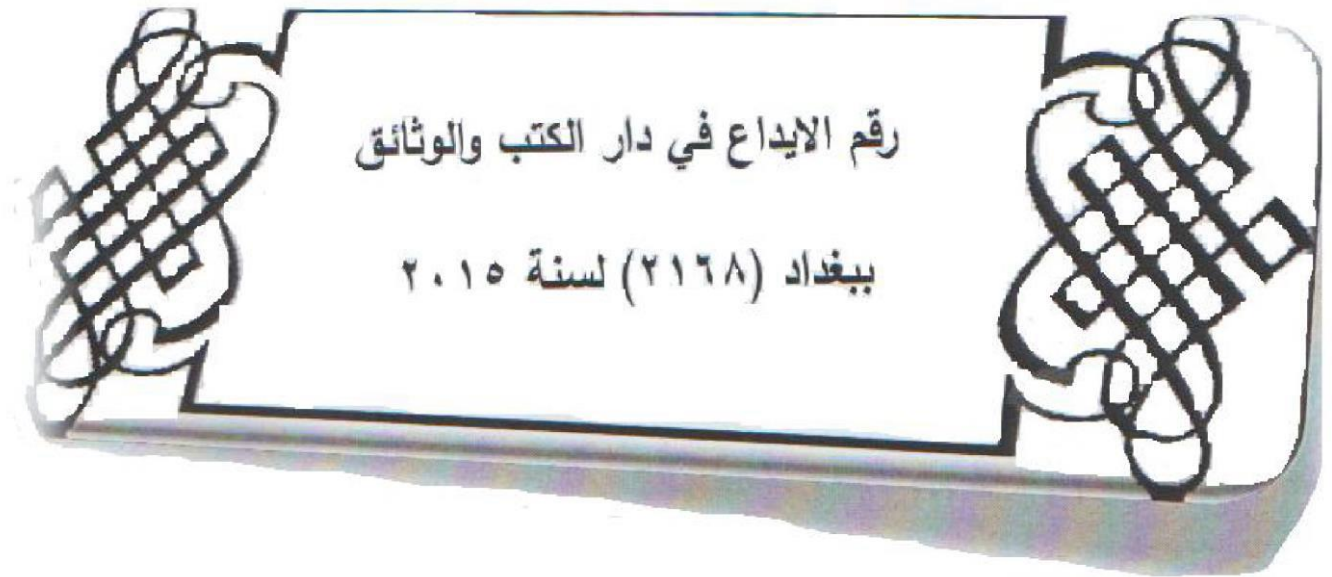 رقم الايداع في دار الكتب والوثائق
ببغداد (٢١٦٨) لسنة ٢٠١٥